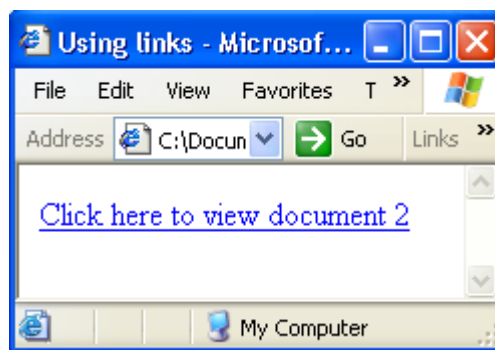 Using links - Microsof...
File Edit View Favorites T »
Address C:\Docun Go Links »
Click here to view document 2
My Computer